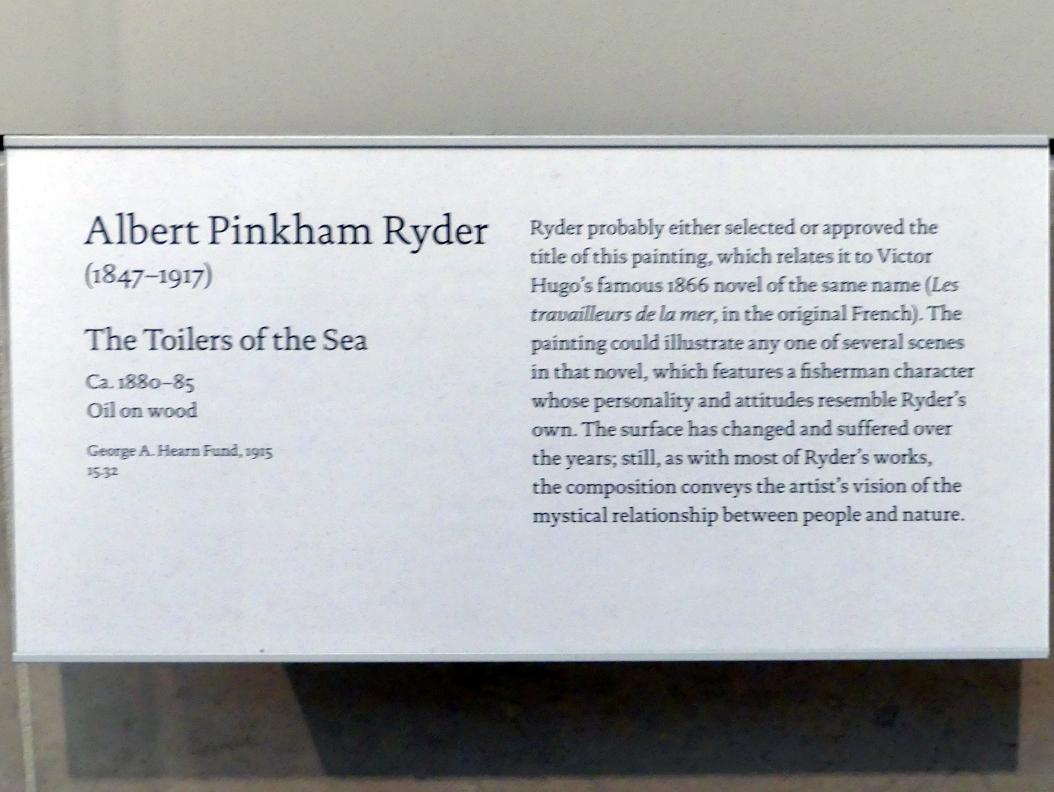 Albert Pinkham Ryder
(1847–1917)
The Toilers of the Sea
Ca. 1880–85
Oil on wood
George A. Hearn Fund, 1915
15.32
Ryder probably either selected or approved the
title of this painting, which relates it to Victor
Hugo's famous 1866 novel of the same name (Les
travailleurs de la mer, in the original French). The
painting could illustrate any one of several scenes
in that novel, which features a fisherman character
whose personality and attitudes resemble Ryder's
own. The surface has changed and suffered over
the years; still, as with most of Ryder's works,
the composition conveys the artist's vision of the
mystical relationship between people and nature.